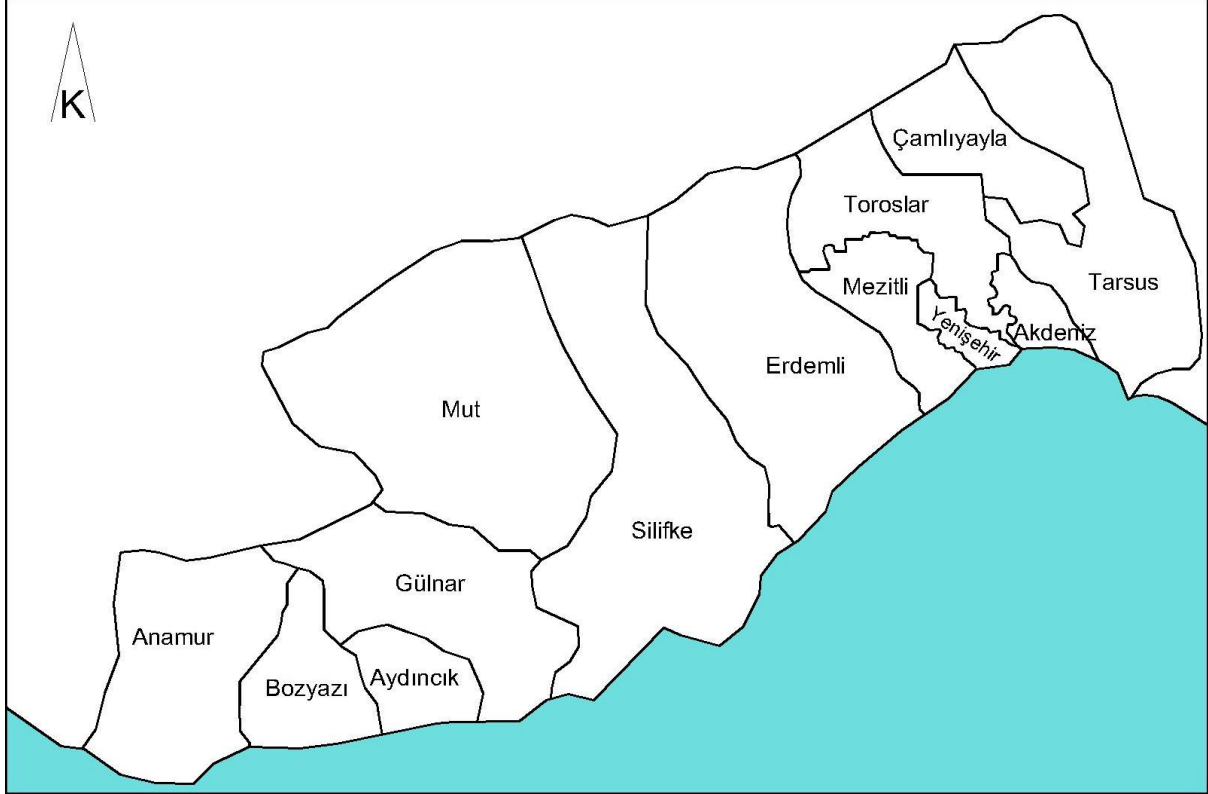 K
Çamlıyayla
Toroslar
Tarsus
Mezitli
Yenişehir
Akdeniz
Erdemli
Mut
Silifke
Gülnar
Anamur
Aydıncık
Bozyazı